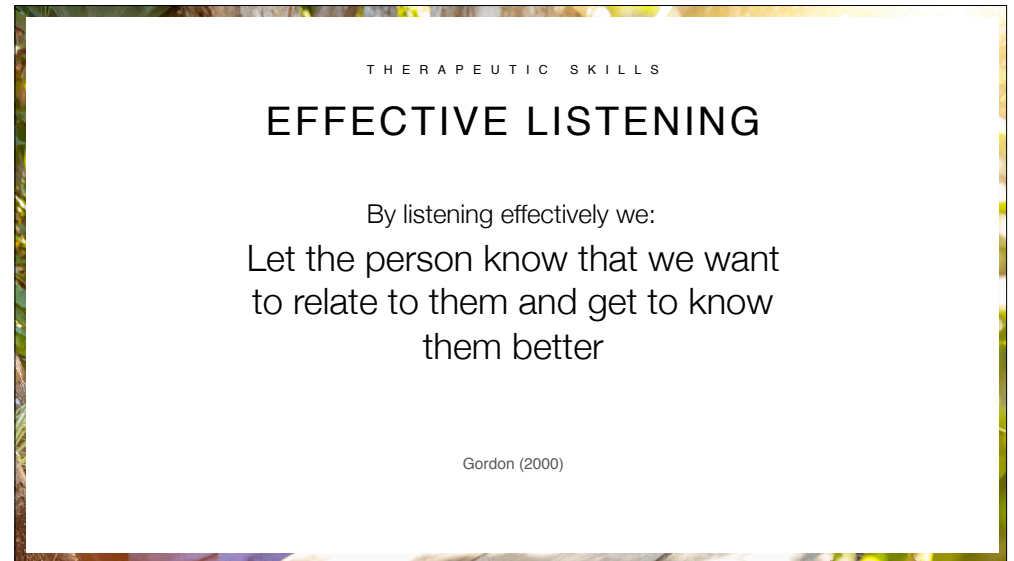 THERAPEUTIC SKILLS
EFFECTIVE LISTENING
By listening effectively we:
Let the person know that we want
to relate to them and get to know
them better
Gordon (2000)